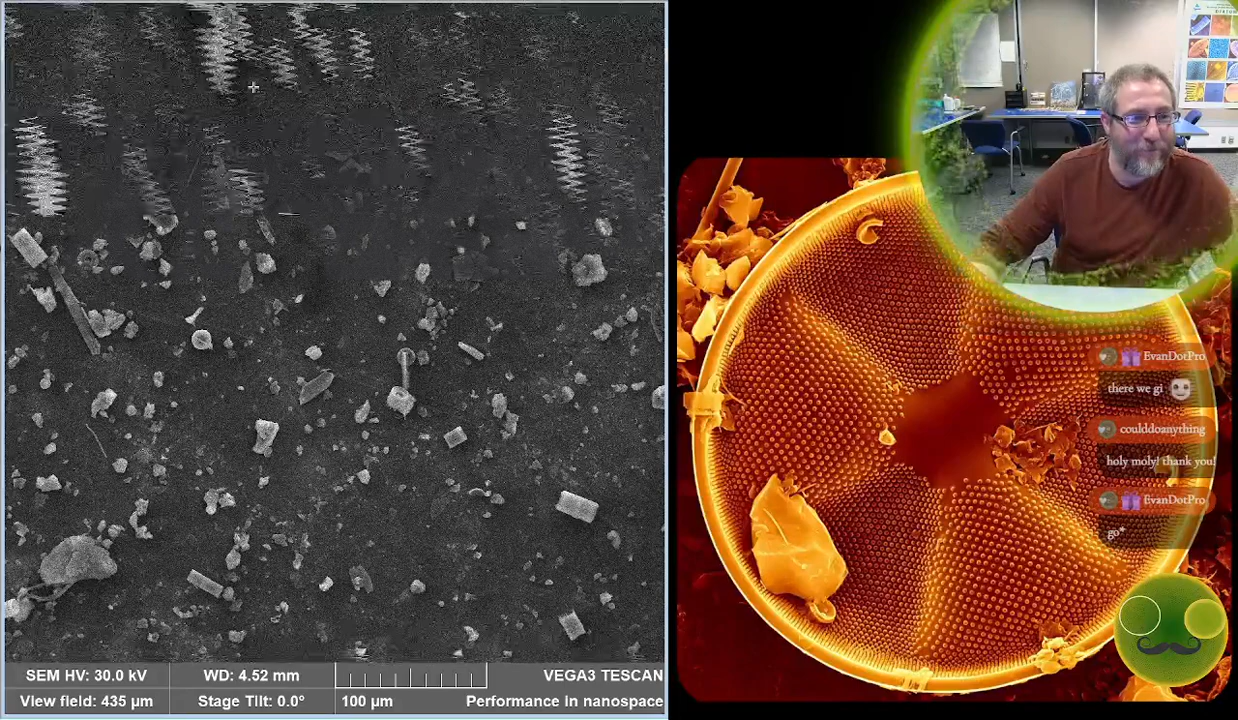 SEM HV: 30.0 kV
WD: 4.52 mm
VEGA3 TESCAN
View field: 435 µm
Stage Tilt: 0.0°
100 µm
Performance in nanospace
EvanDotPro
there we gi
coulddoanything
holy moly! thank you!
EvanDotPro
go*